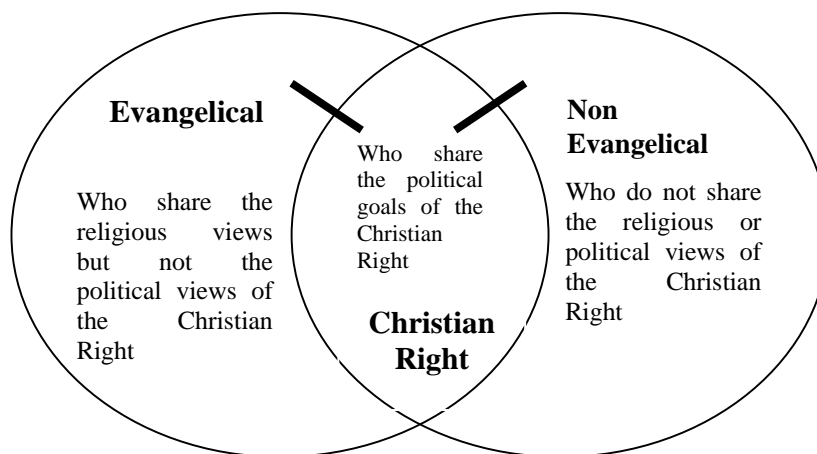 Evangelical
Who share the
religious views
but not the
political views of
the Christian
Right
Who share
the political
goals of the
Christian
Right
Christian
Right
Non
Evangelical
Who do not share
the religious or
political views of
the Christian
Right